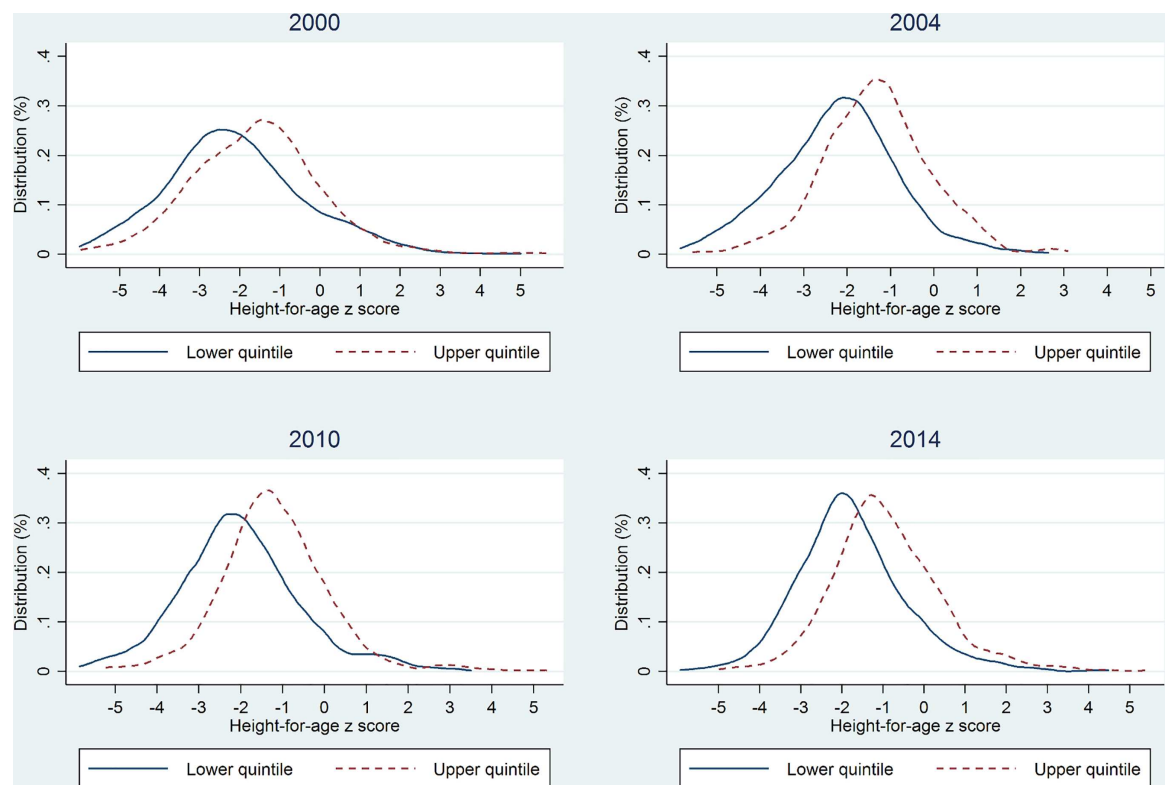 2000
.4
.3
.2
.1
0
Distribution (%)
-5 -4 -3 -2 -1 0 1 2 3 4 5
Height-for-age z score
Lower quintile Upper quintile
2004
.4
.3
.2
.1
0
Distribution (%)
-5 -4 -3 -2 -1 0 1 2 3 4 5
Height-for-age z score
Lower quintile Upper quintile
2010
.4
.3
.2
.1
0
Distribution (%)
-5 -4 -3 -2 -1 0 1 2 3 4 5
Height-for-age z score
Lower quintile Upper quintile
2014
.4
.3
.2
.1
0
Distribution (%)
-5 -4 -3 -2 -1 0 1 2 3 4 5
Height-for-age z score
Lower quintile Upper quintile